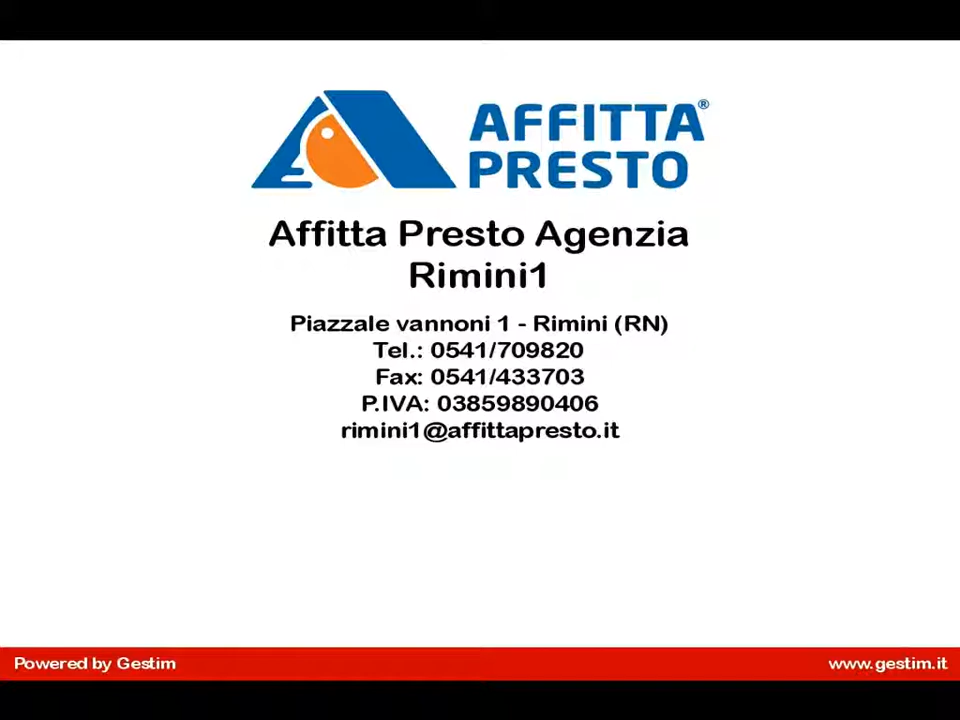 AFFITTA®
PRESTO
Affitta Presto Agenzia
Rimini1
Piazzale vannoni 1 - Rimini (RN)
Tel.: 0541/709820
Fax: 0541/433703
P.IVA: 03859890406
rimini1@affittapresto.it
Powered by Gestim
www.gestim.it